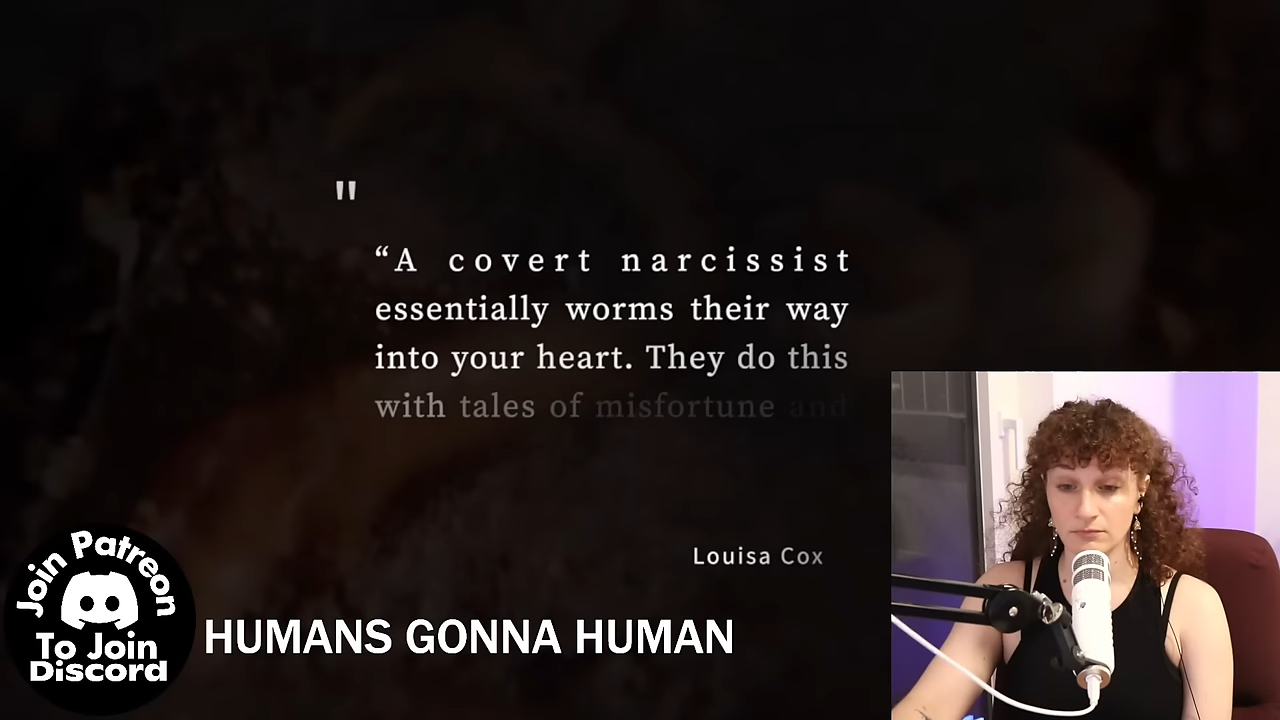 "
“A covert narcissist
essentially worms their way
into your heart. They do this
with tales of misfortune and
Louisa Cox
Join Patreon
To Join
Discord
HUMANS GONNA HUMAN